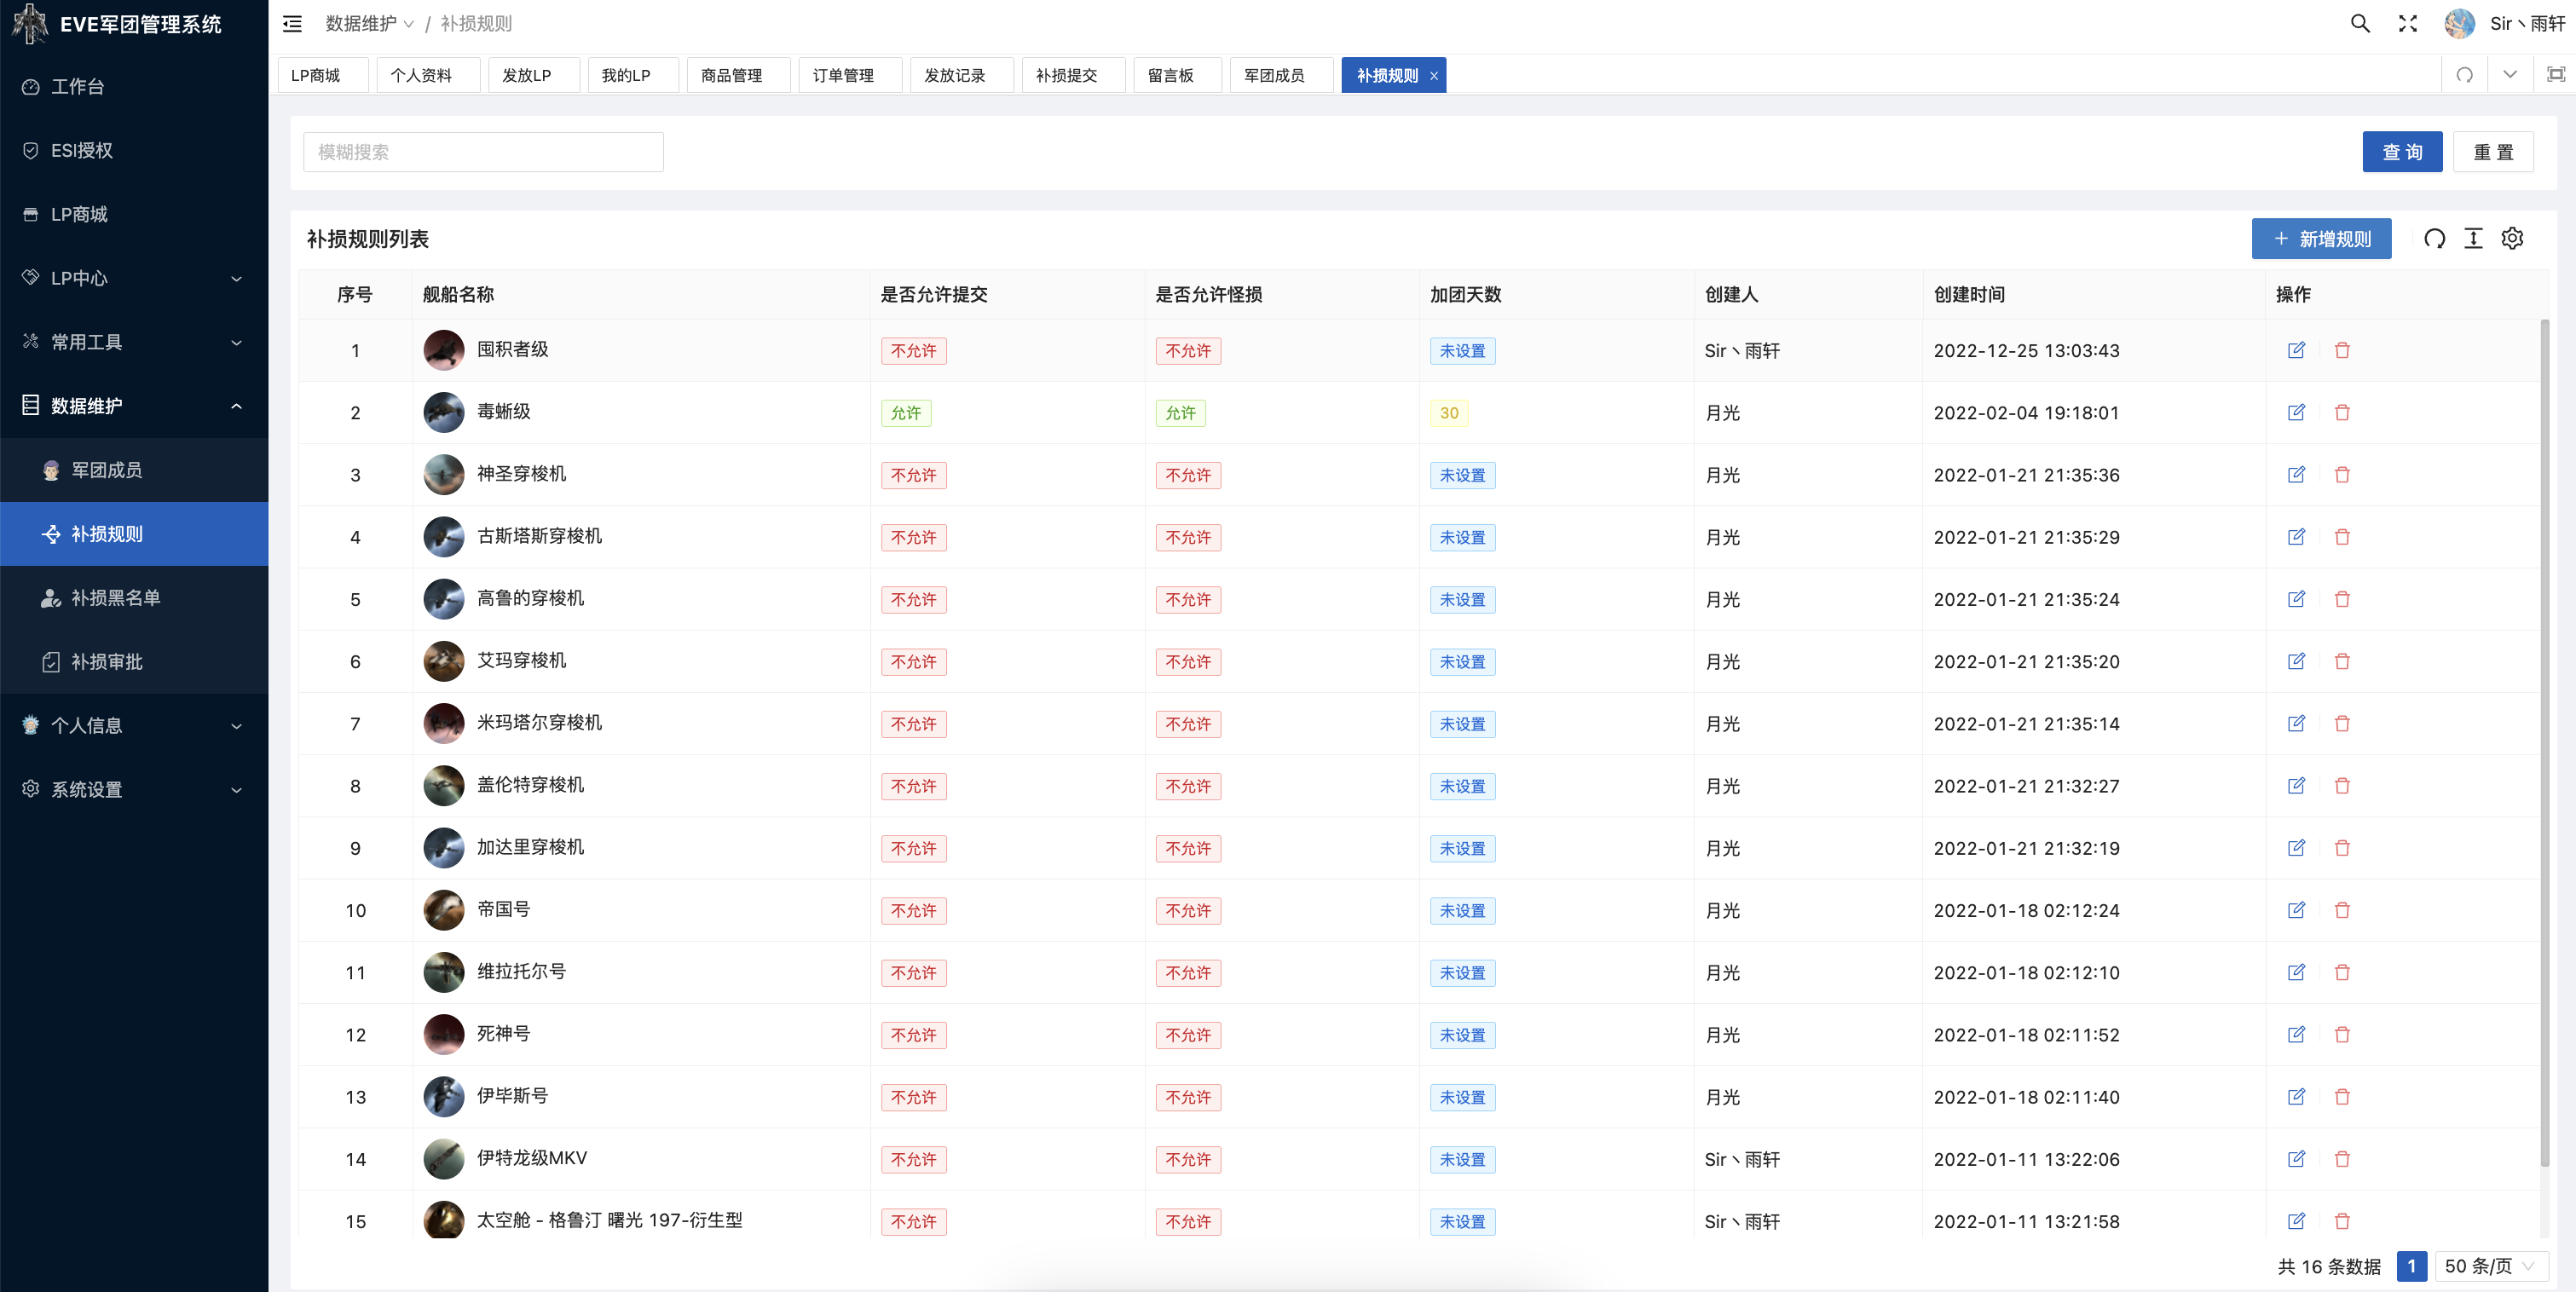 EVE军团管理系统
数据维护 / 补损规则
Sir丶雨轩
LP商城 个人资料 发放LP 我的LP 商品管理 订单管理 发放记录 补损提交 留言板 军团成员 补损规则
工作台
ESI授权
LP商城
LP中心
常用工具
数据维护
军团成员
补损规则
补损黑名单
补损审批
个人信息
系统设置
模糊搜索 查 询 重 置
补损规则列表 新增规则
序号 舰船名称 是否允许提交 是否允许怪损 加团天数 创建人 创建时间 操作
1 囤积者级 不允许 不允许 未设置 Sir丶雨轩 2022-12-25 13:03:43
2 毒蜥级 允许 允许 30 月光 2022-02-04 19:18:01
3 神圣穿梭机 不允许 不允许 未设置 月光 2022-01-21 21:35:36
4 古斯塔斯穿梭机 不允许 不允许 未设置 月光 2022-01-21 21:35:29
5 高鲁的穿梭机 不允许 不允许 未设置 月光 2022-01-21 21:35:24
6 艾玛穿梭机 不允许 不允许 未设置 月光 2022-01-21 21:35:20
7 米玛塔尔穿梭机 不允许 不允许 未设置 月光 2022-01-21 21:35:14
8 盖伦特穿梭机 不允许 不允许 未设置 月光 2022-01-21 21:32:27
9 加达里穿梭机 不允许 不允许 未设置 月光 2022-01-21 21:32:19
10 帝国号 不允许 不允许 未设置 月光 2022-01-18 02:12:24
11 维拉托尔号 不允许 不允许 未设置 月光 2022-01-18 02:12:10
12 死神号 不允许 不允许 未设置 月光 2022-01-18 02:11:52
13 伊毕斯号 不允许 不允许 未设置 月光 2022-01-18 02:11:40
14 伊特龙级MKV 不允许 不允许 未设置 Sir丶雨轩 2022-01-11 13:22:06
15 太空舱 - 格鲁汀 曙光 197-衍生型 不允许 不允许 未设置 Sir丶雨轩 2022-01-11 13:21:58
共 16 条数据 1 50 条/页